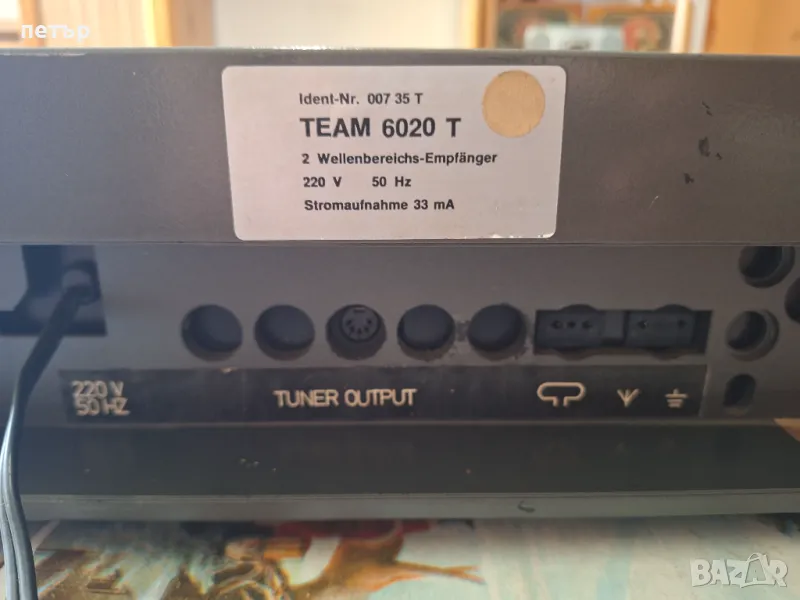 петър
Ident-Nr. 007 35 T
TEAM 6020 T
2 Wellenbereichs-Empfänger
220 V 50 Hz
Stromaufnahme 33 mA
220 V
50 HZ
TUNER OUTPUT
BAZAR